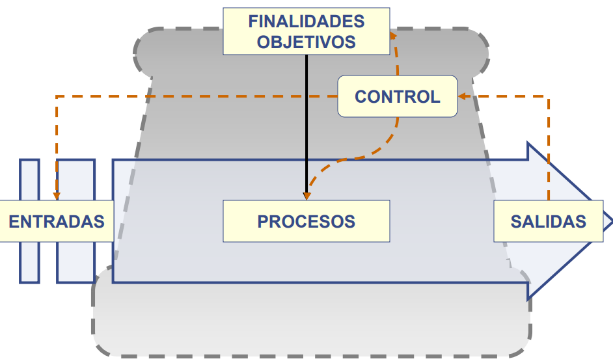 FINALIDADES
OBJETIVOS
CONTROL
ENTRADAS
PROCESOS
SALIDAS